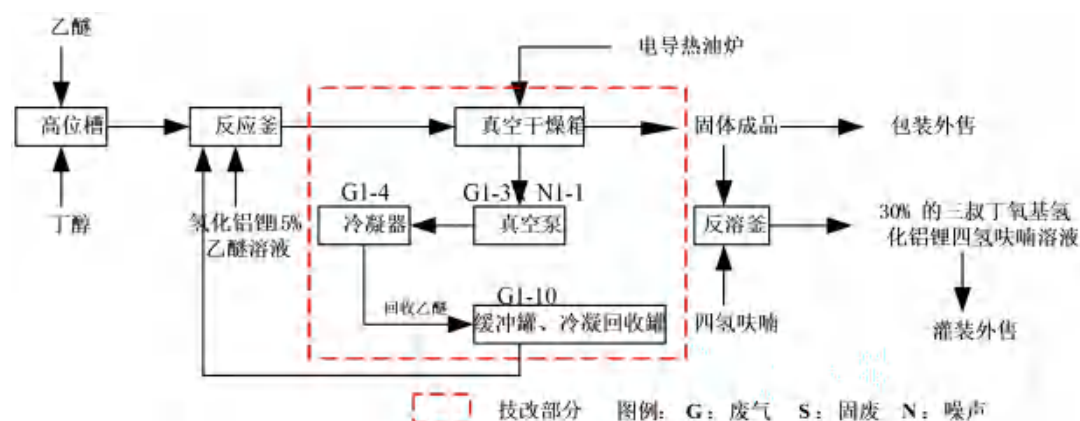 乙醚
电导热油炉
高位槽
反应釜
真空干燥箱
固体成品
包装外售
丁醇
氢化铝锂15%
乙醚溶液
G1-4
G1-3
N1-1
冷凝器
真空泵
反溶釜
30% 的三叔丁氧基氢
化铝锂四氢呋喃溶液
回收乙醚
G1-10
缓冲罐、冷凝回收罐
四氢呋喃
灌装外售
技改部分 图例： G：废气 S：固废 N：噪声